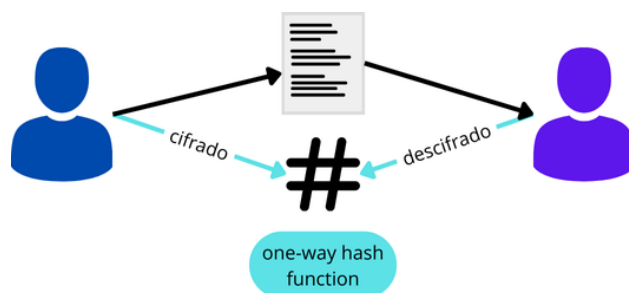 cifrado
descifrado
#
one-way hash
function